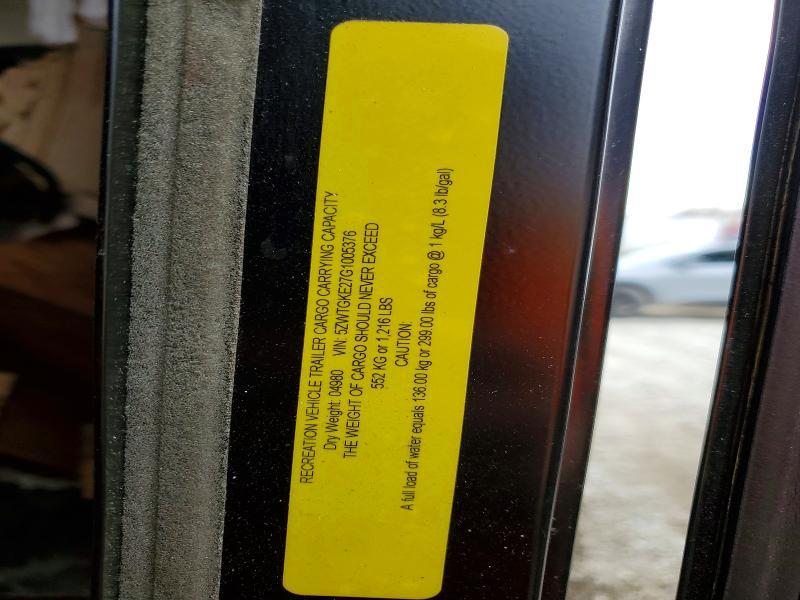 RECREATION VEHICLE TRAILER CARGO CARRYING CAPACITY
Dry Weight: 04980 VIN: 5ZWTGKE27G1005376
THE WEIGHT OF CARGO SHOULD NEVER EXCEED
552 KG or 1,216 LBS
CAUTION:
A full load of water equals 136.00 kg or 299.00 lbs of cargo @ 1 kg/L (8.3 lb/gal)